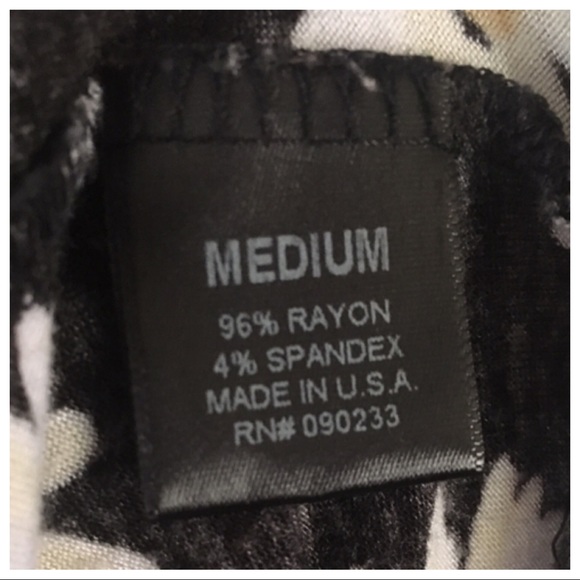 MEDIUM
96% RAYON
4% SPANDEX
MADE IN U.S.A.
RN# 090233